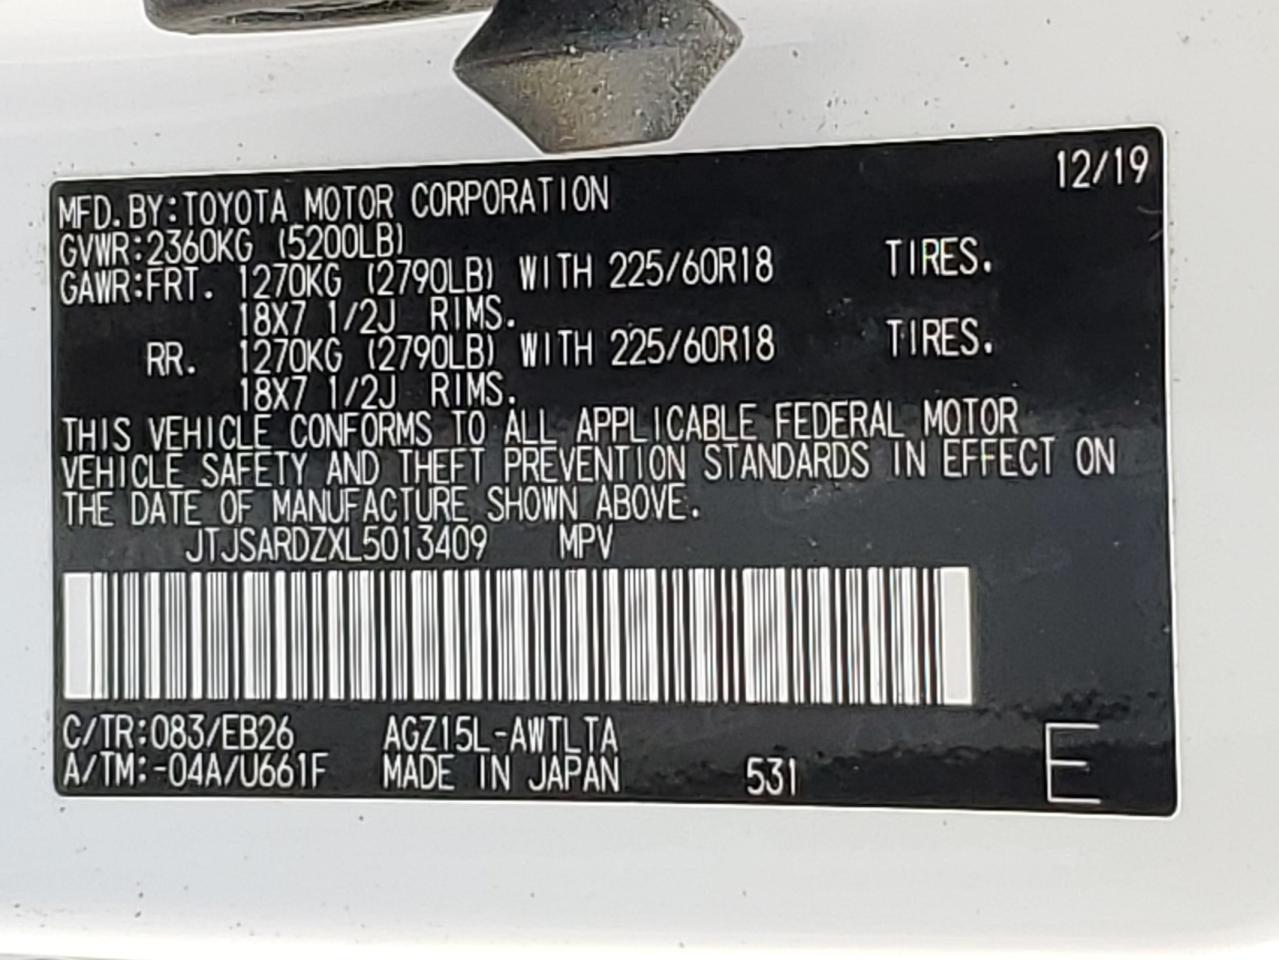 12/19
MFD.BY:TOYOTA MOTOR CORPORATION
GVWR:2360KG (5200LB)
GAWR:FRT. 1270KG (2790LB) WITH 225/60R18 TIRES.
18X7 1/2J RIMS.
RR. 1270KG (2790LB) WITH 225/60R18 TIRES.
18X7 1/2J RIMS.
THIS VEHICLE CONFORMS TO ALL APPLICABLE FEDERAL MOTOR
VEHICLE SAFETY AND THEFT PREVENTION STANDARDS IN EFFECT ON
THE DATE OF MANUFACTURE SHOWN ABOVE.
JTJSARDZXL5013409 MPV
C/TR:083/EB26 AGZ15L-AWTLTA
A/TM:-04A/U661F MADE IN JAPAN 531 E